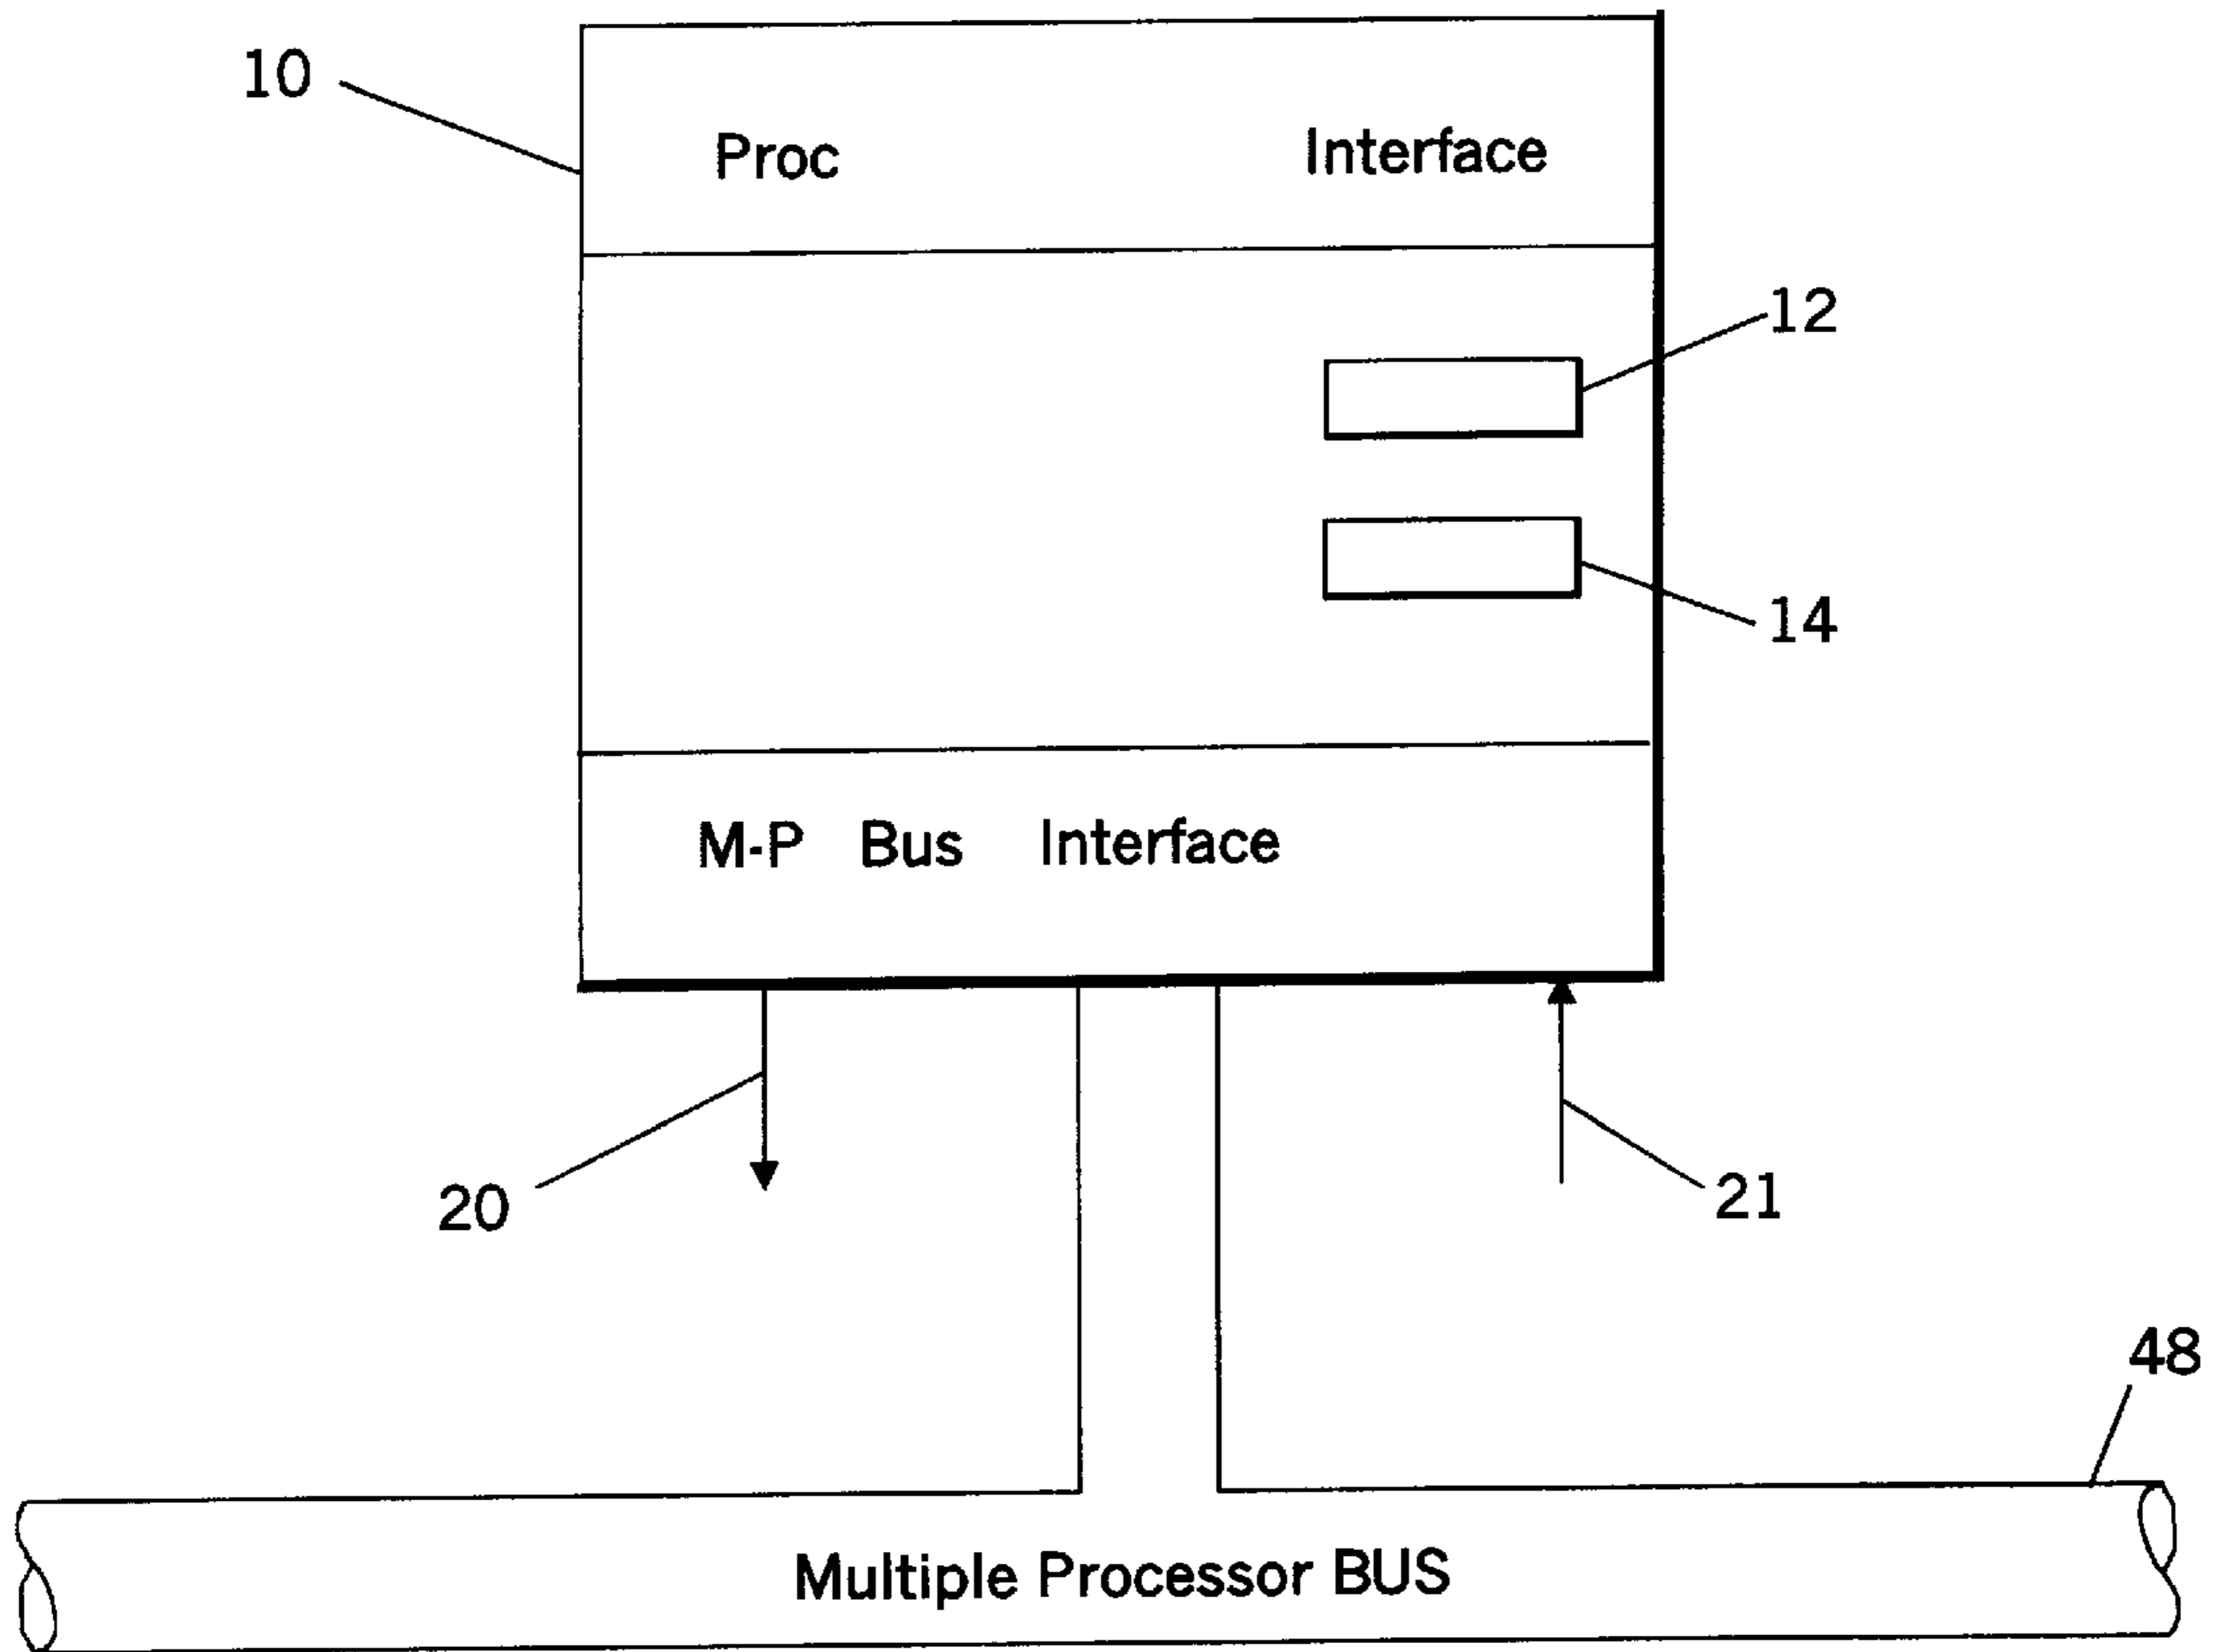 10
Proc Interface
12
14
M-P Bus Interface
20
21
48
Multiple Processor BUS